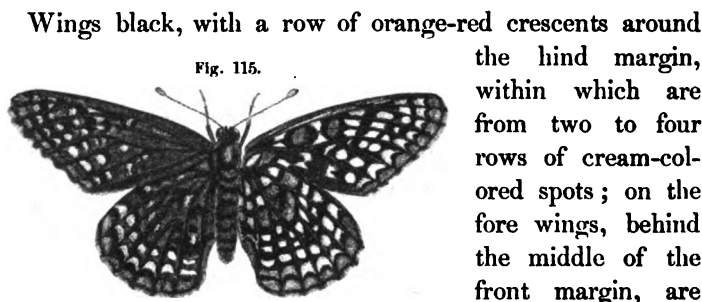 Wings black, with a row of orange-red crescents around
the hind margin,
Fig. 115.
within which are
from two to four
rows of cream-col-
ored spots; on the
fore wings, behind
the middle of the
front margin, are